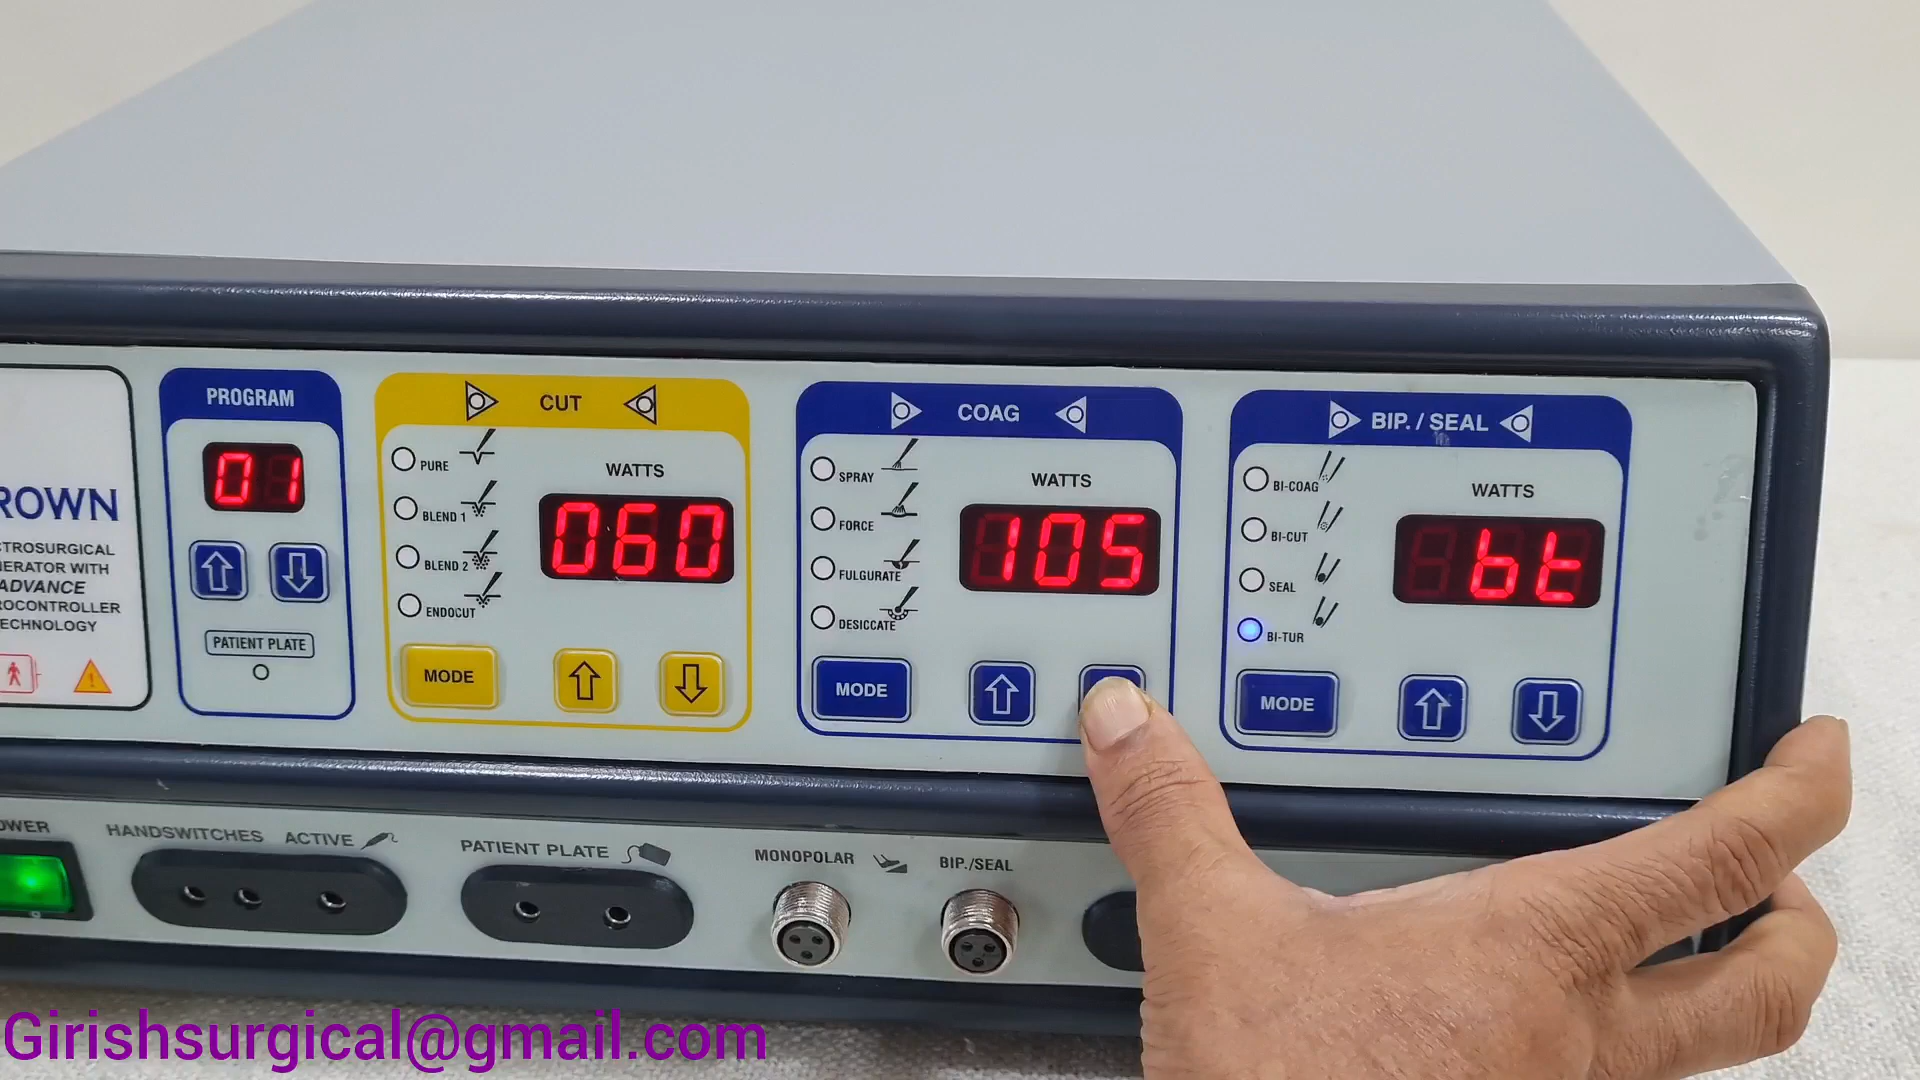 ROWN
CTROSURGICAL
NERATOR WITH
ADVANCE
ROCONTROLLER
ECHNOLOGY
PROGRAM
01
PATIENT PLATE
CUT
PURE
BLEND 1
BLEND 2
ENDOCUT
WATTS
060
MODE
COAG
SPRAY
FORCE
FULGURATE
DESICCATE
WATTS
105
MODE
BIP. / SEAL
BI-COAG
BI-CUT
SEAL
BI-TUR
WATTS
bt
MODE
OWER
HANDSWITCHES ACTIVE
PATIENT PLATE
MONOPOLAR
BIP./SEAL
Girishsurgical@gmail.com